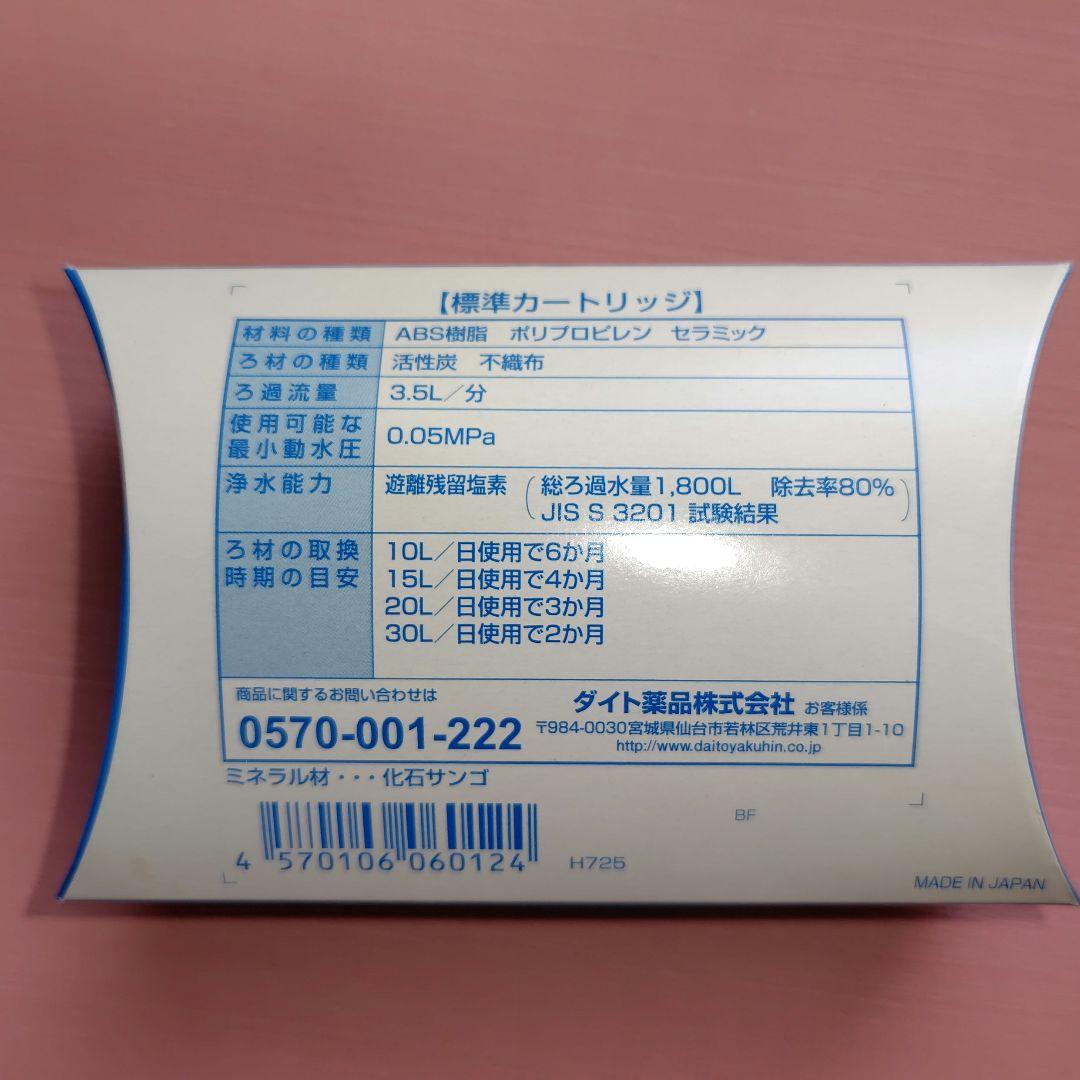 【標準カートリッジ】
材料の種類 ABS樹脂 ポリプロピレン セラミック
ろ材の種類 活性炭 不織布
ろ過流量 3.5L／分
使用可能な
最小動水圧 0.05MPa
浄水能力 遊離残留塩素 (総ろ過水量1,800L 除去率80%
JIS S 3201 試験結果)
ろ材の取換
時期の目安
10L／日使用で6か月
15L／日使用で4か月
20L／日使用で3か月
30L／日使用で2か月
商品に関するお問い合わせは
0570-001-222
ダイト薬品株式会社 お客様係
〒984-0030宮城県仙台市若林区荒井東1丁目1-10
http://www.daitoyakuhin.co.jp
ミネラル材・・・化石サンゴ
4 570106 060124
H725
BF
MADE IN JAPAN